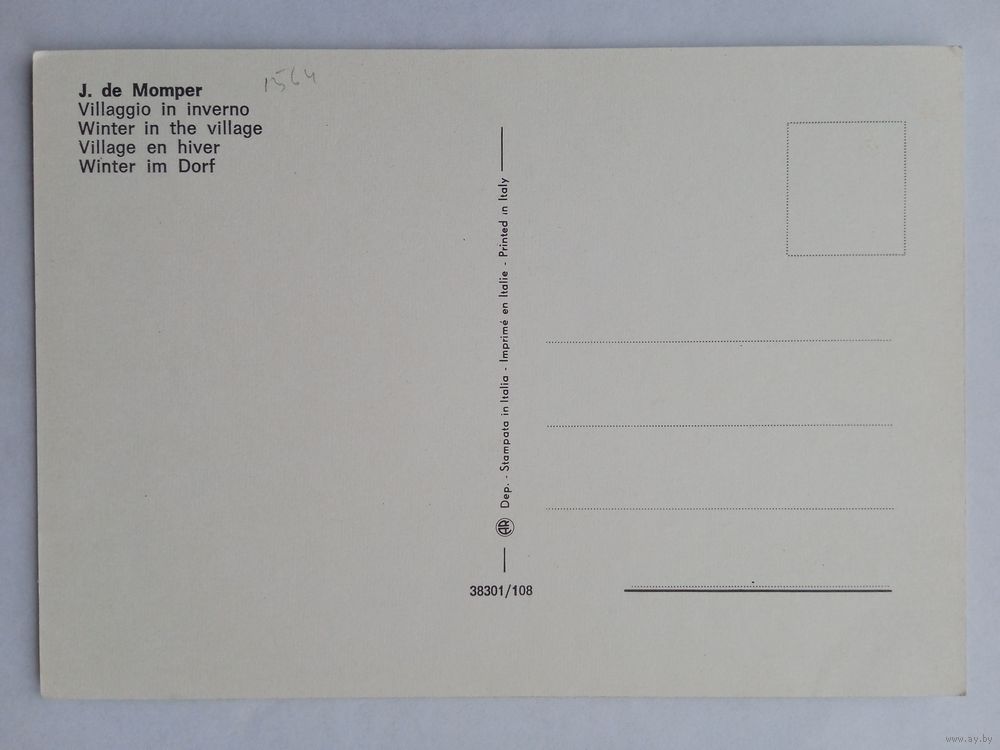 J. de Momper
1564
Villaggio in inverno
Winter in the village
Village en hiver
Winter im Dorf
AR Dep. - Stampata in Italia - Imprimé en Italie - Printed in Italy
38301/108
www.ay.by